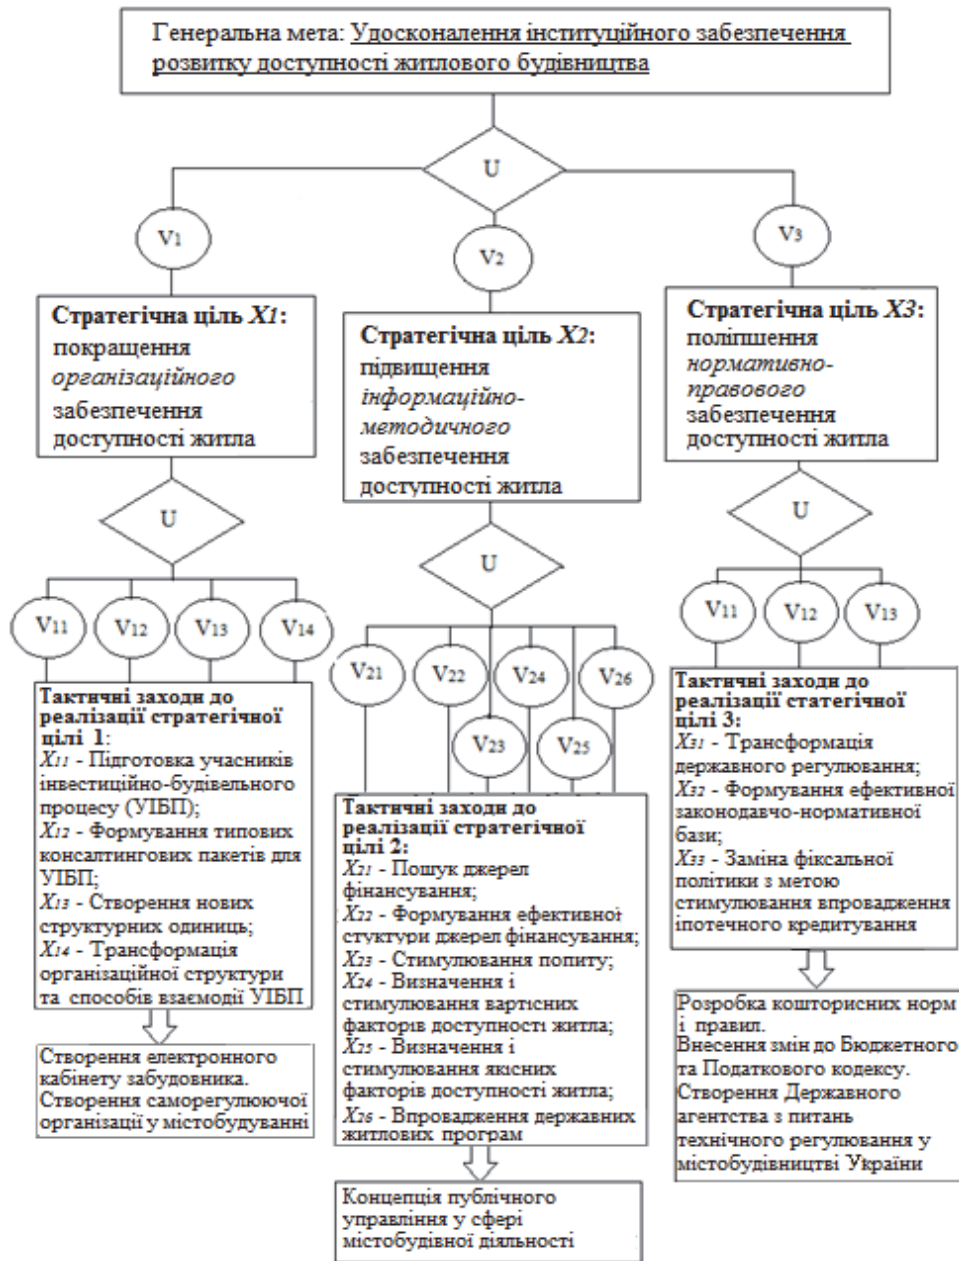 Генеральна мета: Удосконалення інституційного забезпечення
розвитку доступності житлового будівництва
U
V1
V2
V3
Стратегічна ціль X1:
покращення
організаційного
забезпечення
доступності житла
Стратегічна ціль X2:
підвищення
інформаційно-
методичного
забезпечення
доступності житла
Стратегічна ціль X3:
поліпшення
нормативно-
правового
забезпечення
доступності житла
U
U
U
V11
V12
V13
V14
V21
V22
V23
V24
V25
V26
V11
V12
V13
Тактичні заходи до
реалізації стратегічної
цілі 1:
X11 - Підготовка учасників
інвестиційно-будівельного
процесу (УІБП);
X12 - Формування типових
консалтингових пакетів для
УІБП;
X13 - Створення нових
структурних одиниць;
X14 - Трансформація
організаційної структури
та способів взаємодії УІБП
Створення електронного
кабінету забудовника.
Створення саморегулюючої
організації у містобудуванні
Тактичні заходи до
реалізації стратегічної
цілі 2:
X21 - Пошук джерел
фінансування;
X22 - Формування ефективної
стуктури джерел фінансування;
X23 - Стимулювання попиту;
X24 - Визначення і
стимулювання вартісних
факторів доступності житла;
X25 - Визначення і
стимулювання якісних
факторів доступності житла;
X26 - Впровадження державних
житлових програм
Концепція публічного
управління у сфері
містобудівної діяльності
Тактичні заходи до
реалізації статегічної
цілі 3:
X31 - Трансформація
державного регулювання;
X32 - Формування ефективної
законодавчо-нормативної
бази;
X33 - Заміна фіксальної
політики з метою
стимулювання впровадження
іпотечного кредитування
Розробка кошторисних норм
і правил.
Внесення змін до Бюджетного
та Податкового кодексу.
Створення Державного
агентства з питань
технічного регулювання у
містобудівництві України